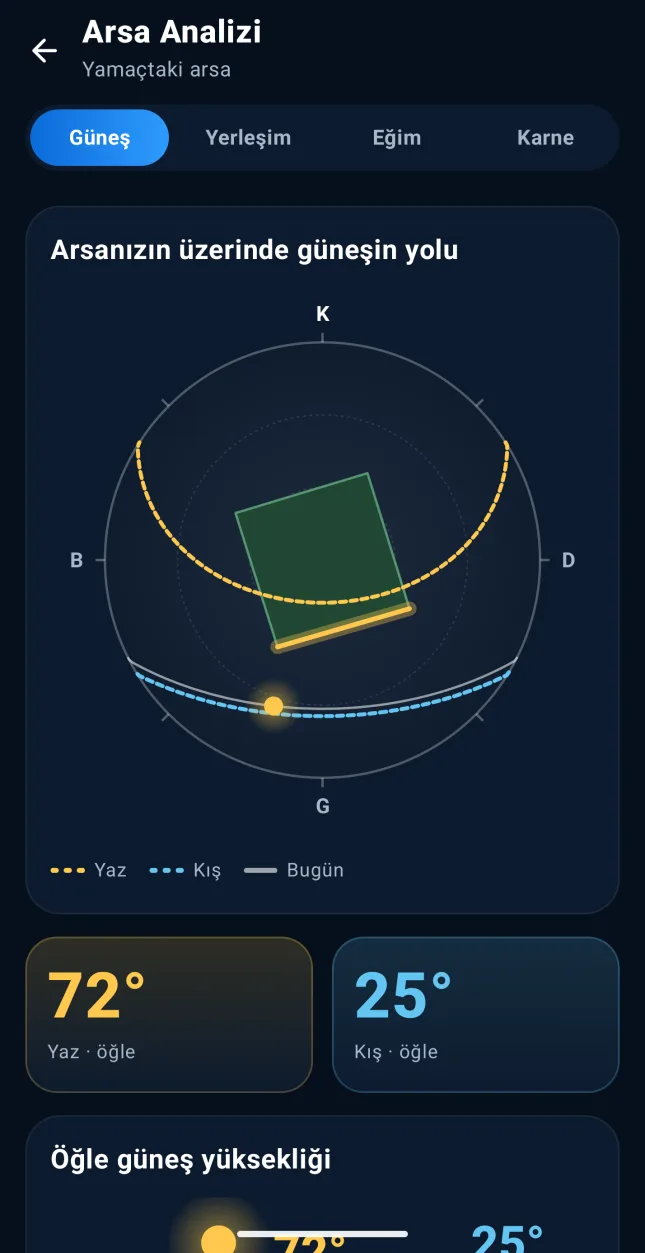 Arsa Analizi
Yamaçtaki arsa
Güneş Yerleşim Eğim Karne
Arsanızın üzerinde güneşin yolu
K
B D
G
Yaz Kış Bugün
72° 25°
Yaz · öğle Kış · öğle
Öğle güneş yüksekliği
72° 25°